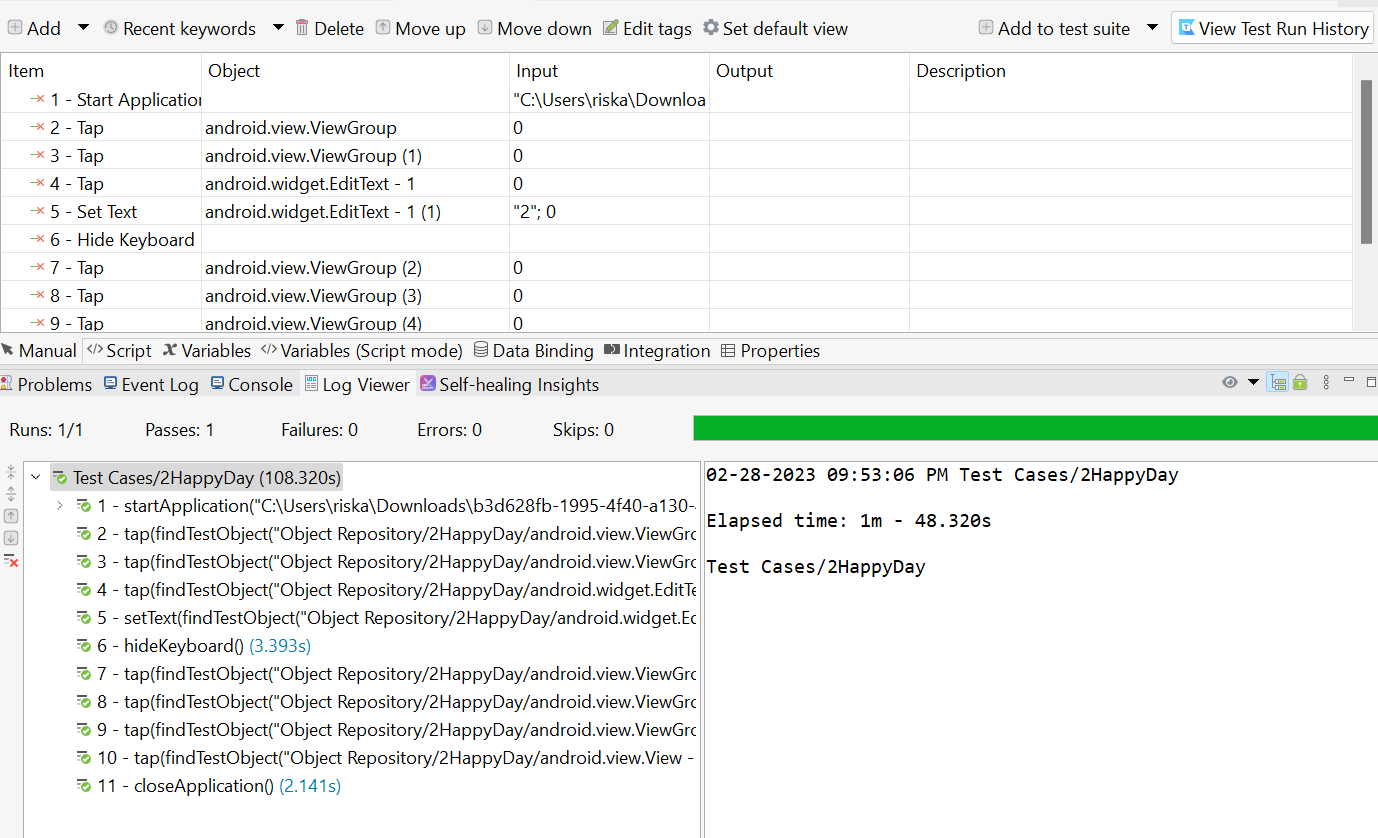 Add Recent keywords Delete Move up Move down Edit tags Set default view Add to test suite View Test Run History
Item Object Input Output Description
1 - Start Application "C:\Users\riska\Downloa
2 - Tap android.view.ViewGroup 0
3 - Tap android.view.ViewGroup (1) 0
4 - Tap android.widget.EditText - 1 0
5 - Set Text android.widget.EditText - 1 (1) "2"; 0
6 - Hide Keyboard
7 - Tap android.view.ViewGroup (2) 0
8 - Tap android.view.ViewGroup (3) 0
9 - Tap android.view.ViewGroup (4) 0
Manual Script Variables Variables (Script mode) Data Binding Integration Properties
Problems Event Log Console Log Viewer Self-healing Insights
Runs: 1/1 Passes: 1 Failures: 0 Errors: 0 Skips: 0
Test Cases/2HappyDay (108.320s)
1 - startApplication("C:\Users\riska\Downloads\b3d628fb-1995-4f40-a130-
2 - tap(findTestObject("Object Repository/2HappyDay/android.view.ViewGro
3 - tap(findTestObject("Object Repository/2HappyDay/android.view.ViewGro
4 - tap(findTestObject("Object Repository/2HappyDay/android.widget.EditTe
5 - setText(findTestObject("Object Repository/2HappyDay/android.widget.Ed
6 - hideKeyboard() (3.393s)
7 - tap(findTestObject("Object Repository/2HappyDay/android.view.ViewGro
8 - tap(findTestObject("Object Repository/2HappyDay/android.view.ViewGro
9 - tap(findTestObject("Object Repository/2HappyDay/android.view.ViewGro
10 - tap(findTestObject("Object Repository/2HappyDay/android.view.View -
11 - closeApplication() (2.141s)
02-28-2023 09:53:06 PM Test Cases/2HappyDay
Elapsed time: 1m - 48.320s
Test Cases/2HappyDay